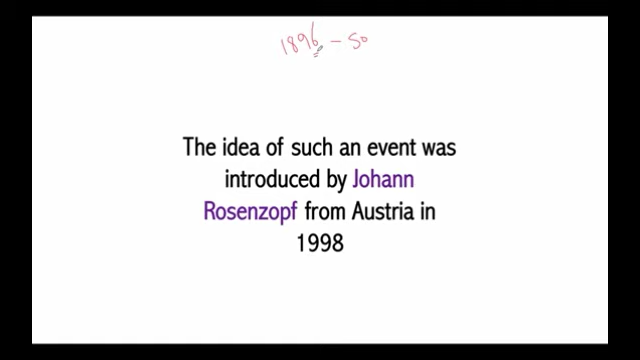 1896 - 50
The idea of such an event was
introduced by Johann
Rosenzopf from Austria in
1998